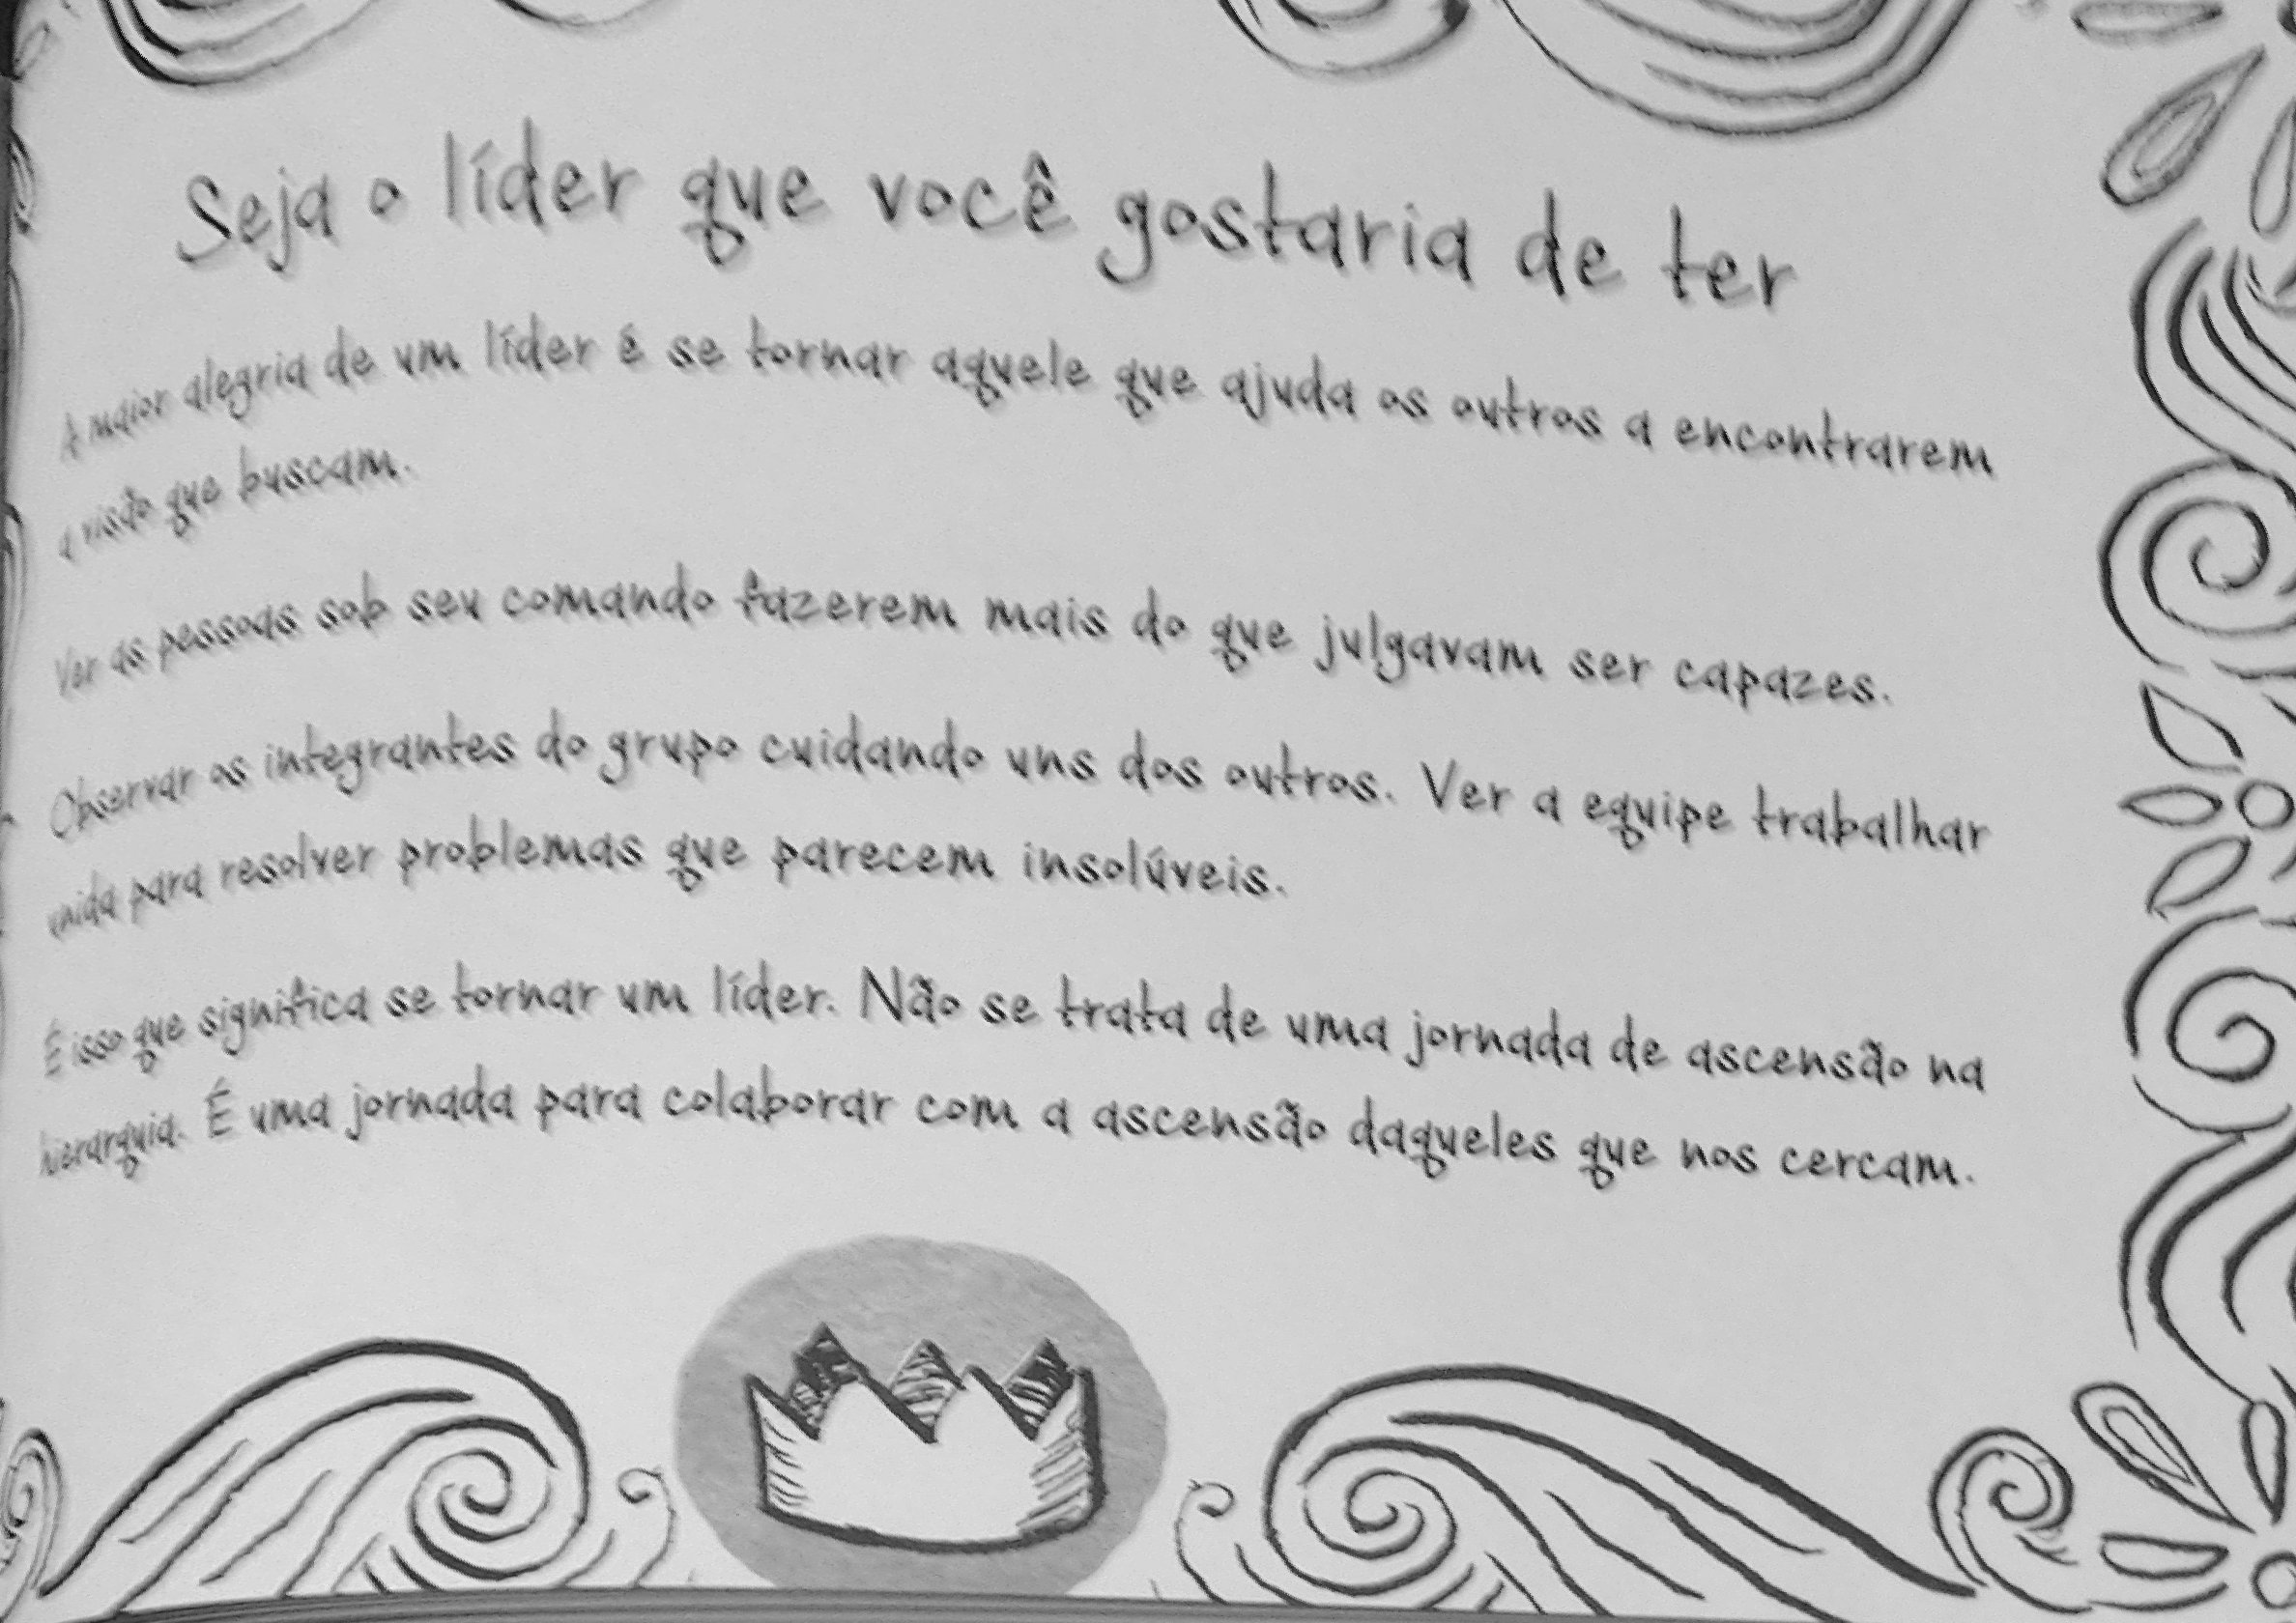 Seja o líder que você gostaria de ter
A maior alegria de um líder é se tornar aquele que ajuda os outros a encontrarem
a visão que buscam.
Ver as pessoas sob seu comando fazerem mais do que julgavam ser capazes.
Observar os integrantes do grupo cuidando uns dos outros. Ver a equipe trabalhar
unida para resolver problemas que parecem insolúveis.
É isso que significa se tornar um líder. Não se trata de uma jornada de ascensão na
hierarquia. É uma jornada para colaborar com a ascensão daqueles que nos cercam.